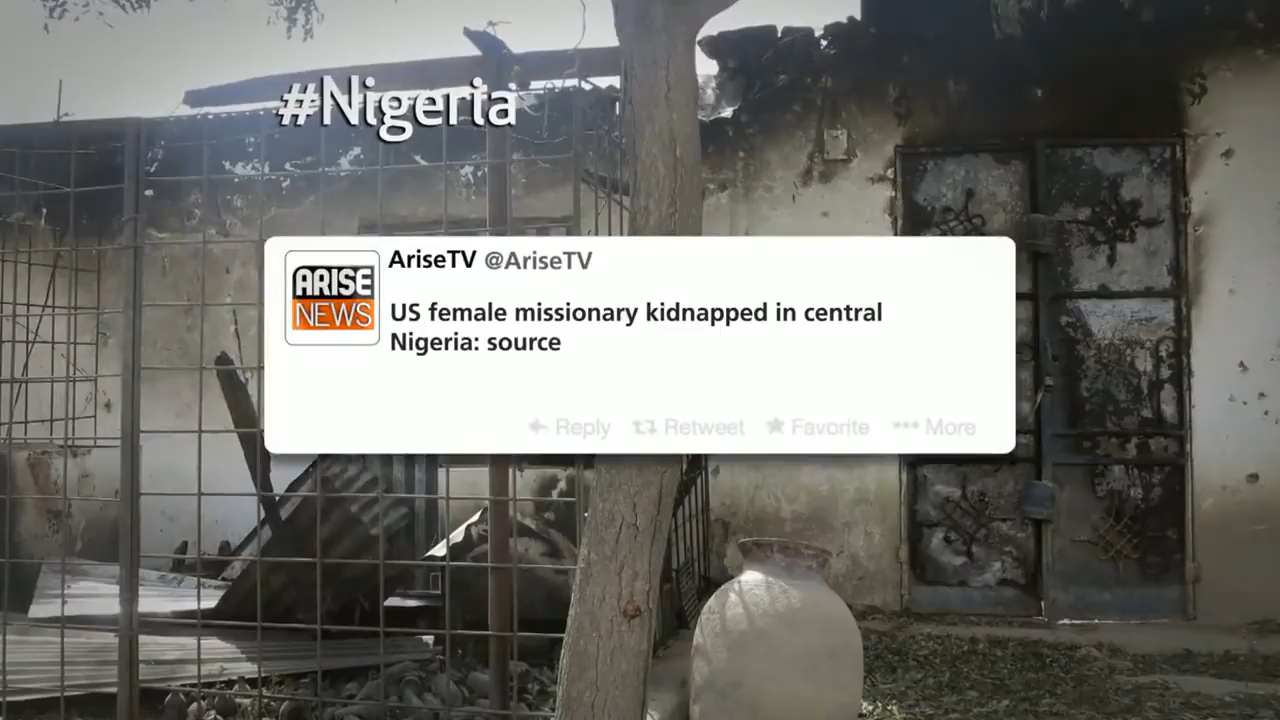 #Nigeria
ARISE
NEWS
AriseTV @AriseTV
US female missionary kidnapped in central
Nigeria: source
Reply Retweet Favorite More